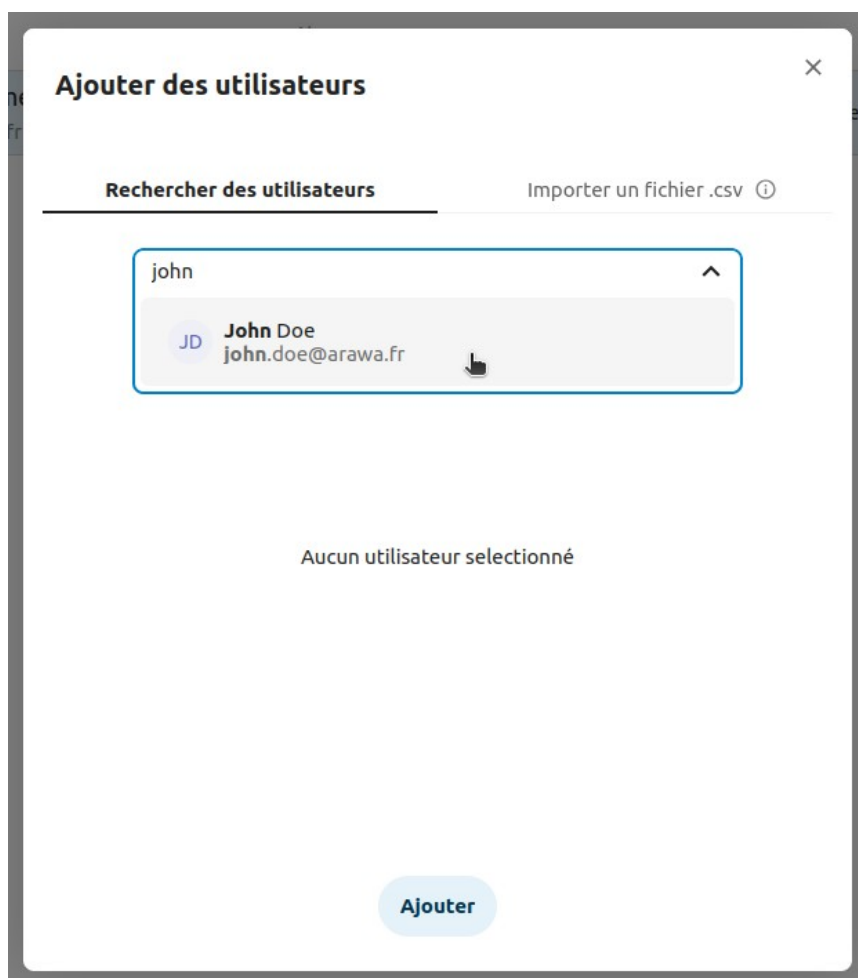 Ajouter des utilisateurs
Rechercher des utilisateurs
Importer un fichier .csv
john
JD
John Doe
john.doe@arawa.fr
Aucun utilisateur selectionné
Ajouter